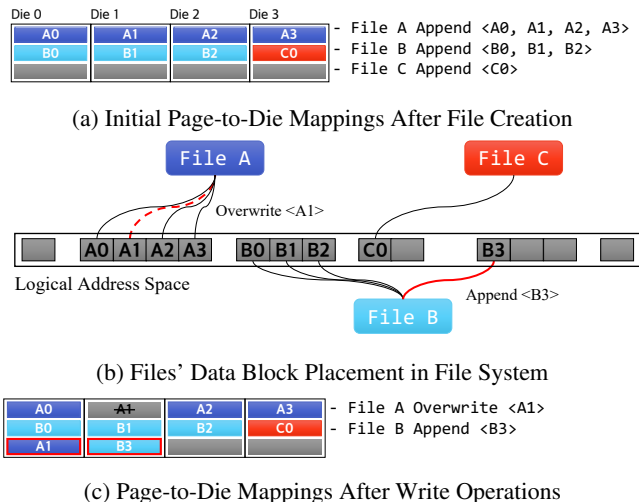 Die 0 Die 1 Die 2 Die 3
A0 A1 A2 A3 - File A Append <A0, A1, A2, A3>
B0 B1 B2 C0 - File B Append <B0, B1, B2>
- File C Append <C0>
(a) Initial Page-to-Die Mappings After File Creation
File A File C
Overwrite <A1>
A0 A1 A2 A3 B0 B1 B2 C0 B3
Logical Address Space
Append <B3>
File B
(b) Files' Data Block Placement in File System
A0 A1 A2 A3 - File A Overwrite <A1>
B0 B1 B2 C0 - File B Append <B3>
A1 B3
(c) Page-to-Die Mappings After Write Operations